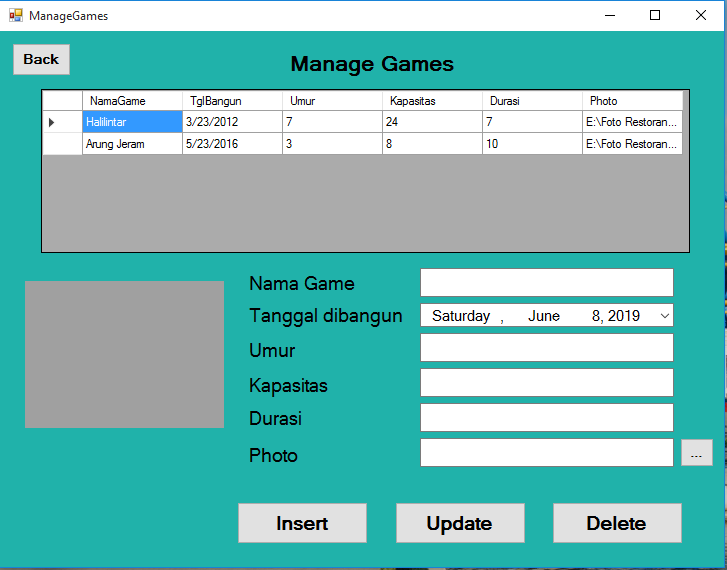 ManageGames
Back
Manage Games
NamaGame TglBangun Umur Kapasitas Durasi Photo
Halilintar 3/23/2012 7 24 7 E:\Foto Restoran...
Arung Jeram 5/23/2016 3 8 10 E:\Foto Restoran...
Nama Game
Tanggal dibangun Saturday , June 8, 2019
Umur
Kapasitas
Durasi
Photo ...
Insert Update Delete